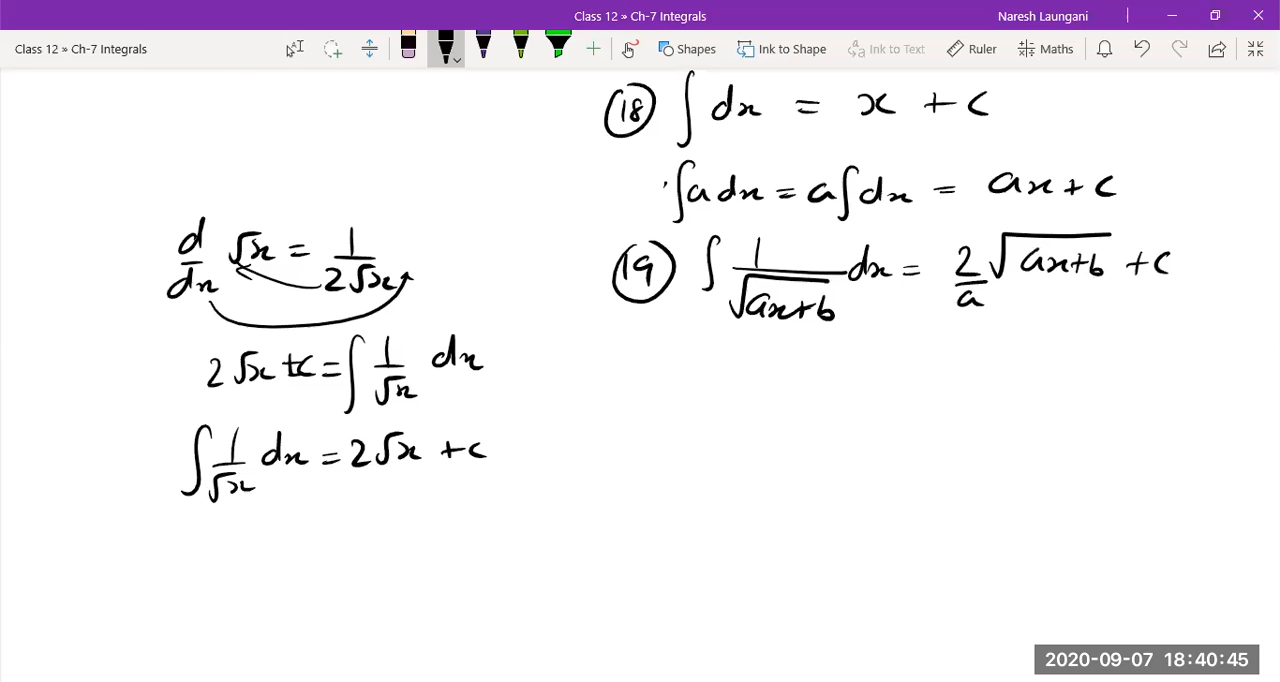 Class 12 » Ch-7 Integrals
Naresh Laungani
Class 12 » Ch-7 Integrals
Shapes Ink to Shape Ink to Text Ruler Maths
(18) ∫ dx = x + c
∫a dx = a∫dx = ax + c
(19) ∫ 1/√(ax+b) dx = 2/a √(ax+b) + c
d/dx √x = 1/(2√x)
2√x + c = ∫ 1/√x dx
∫ 1/√x dx = 2√x + c
2020-09-07 18:40:45